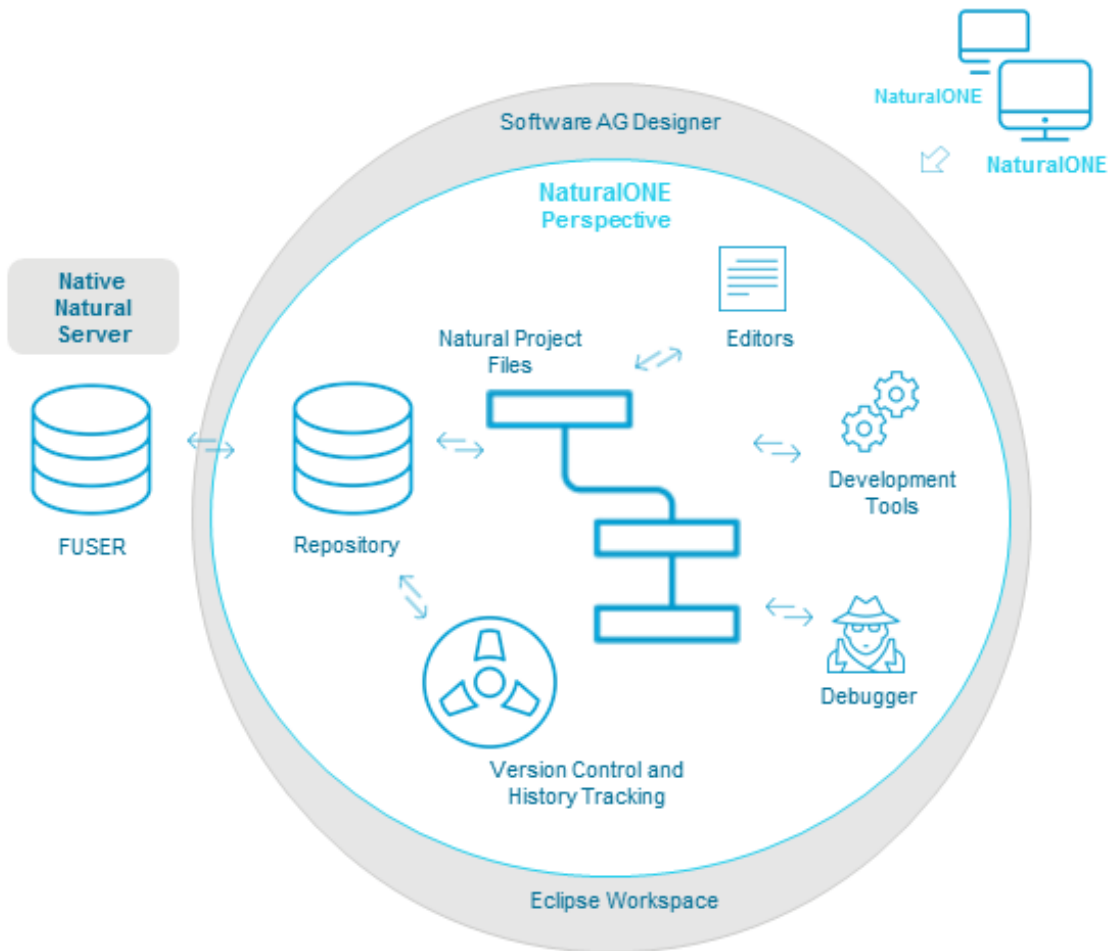 NaturalONE
NaturalONE
Software AG Designer
NaturalONE
Perspective
Native
Natural
Server
Natural Project
Files
Editors
Development
Tools
FUSER
Repository
Debugger
Version Control and
History Tracking
Eclipse Workspace